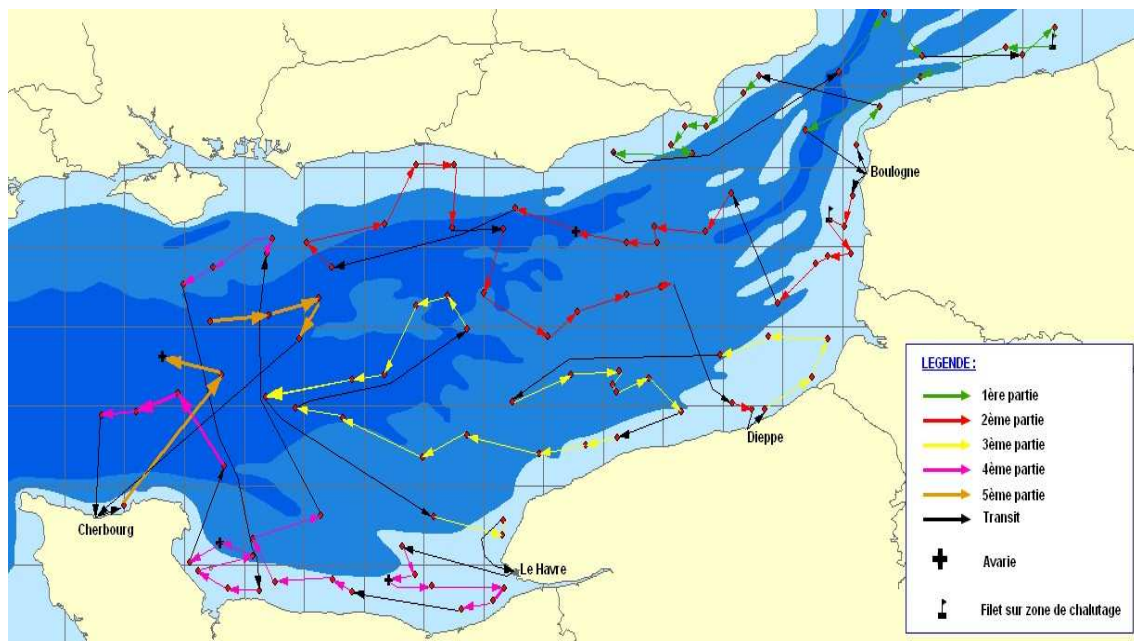 Boulogne
Dieppe
Cherbourg
Le Havre
LEGENDE :
1ère partie
2ème partie
3ème partie
4ème partie
5ème partie
Transit
Avarie
Filet sur zone de chalutage